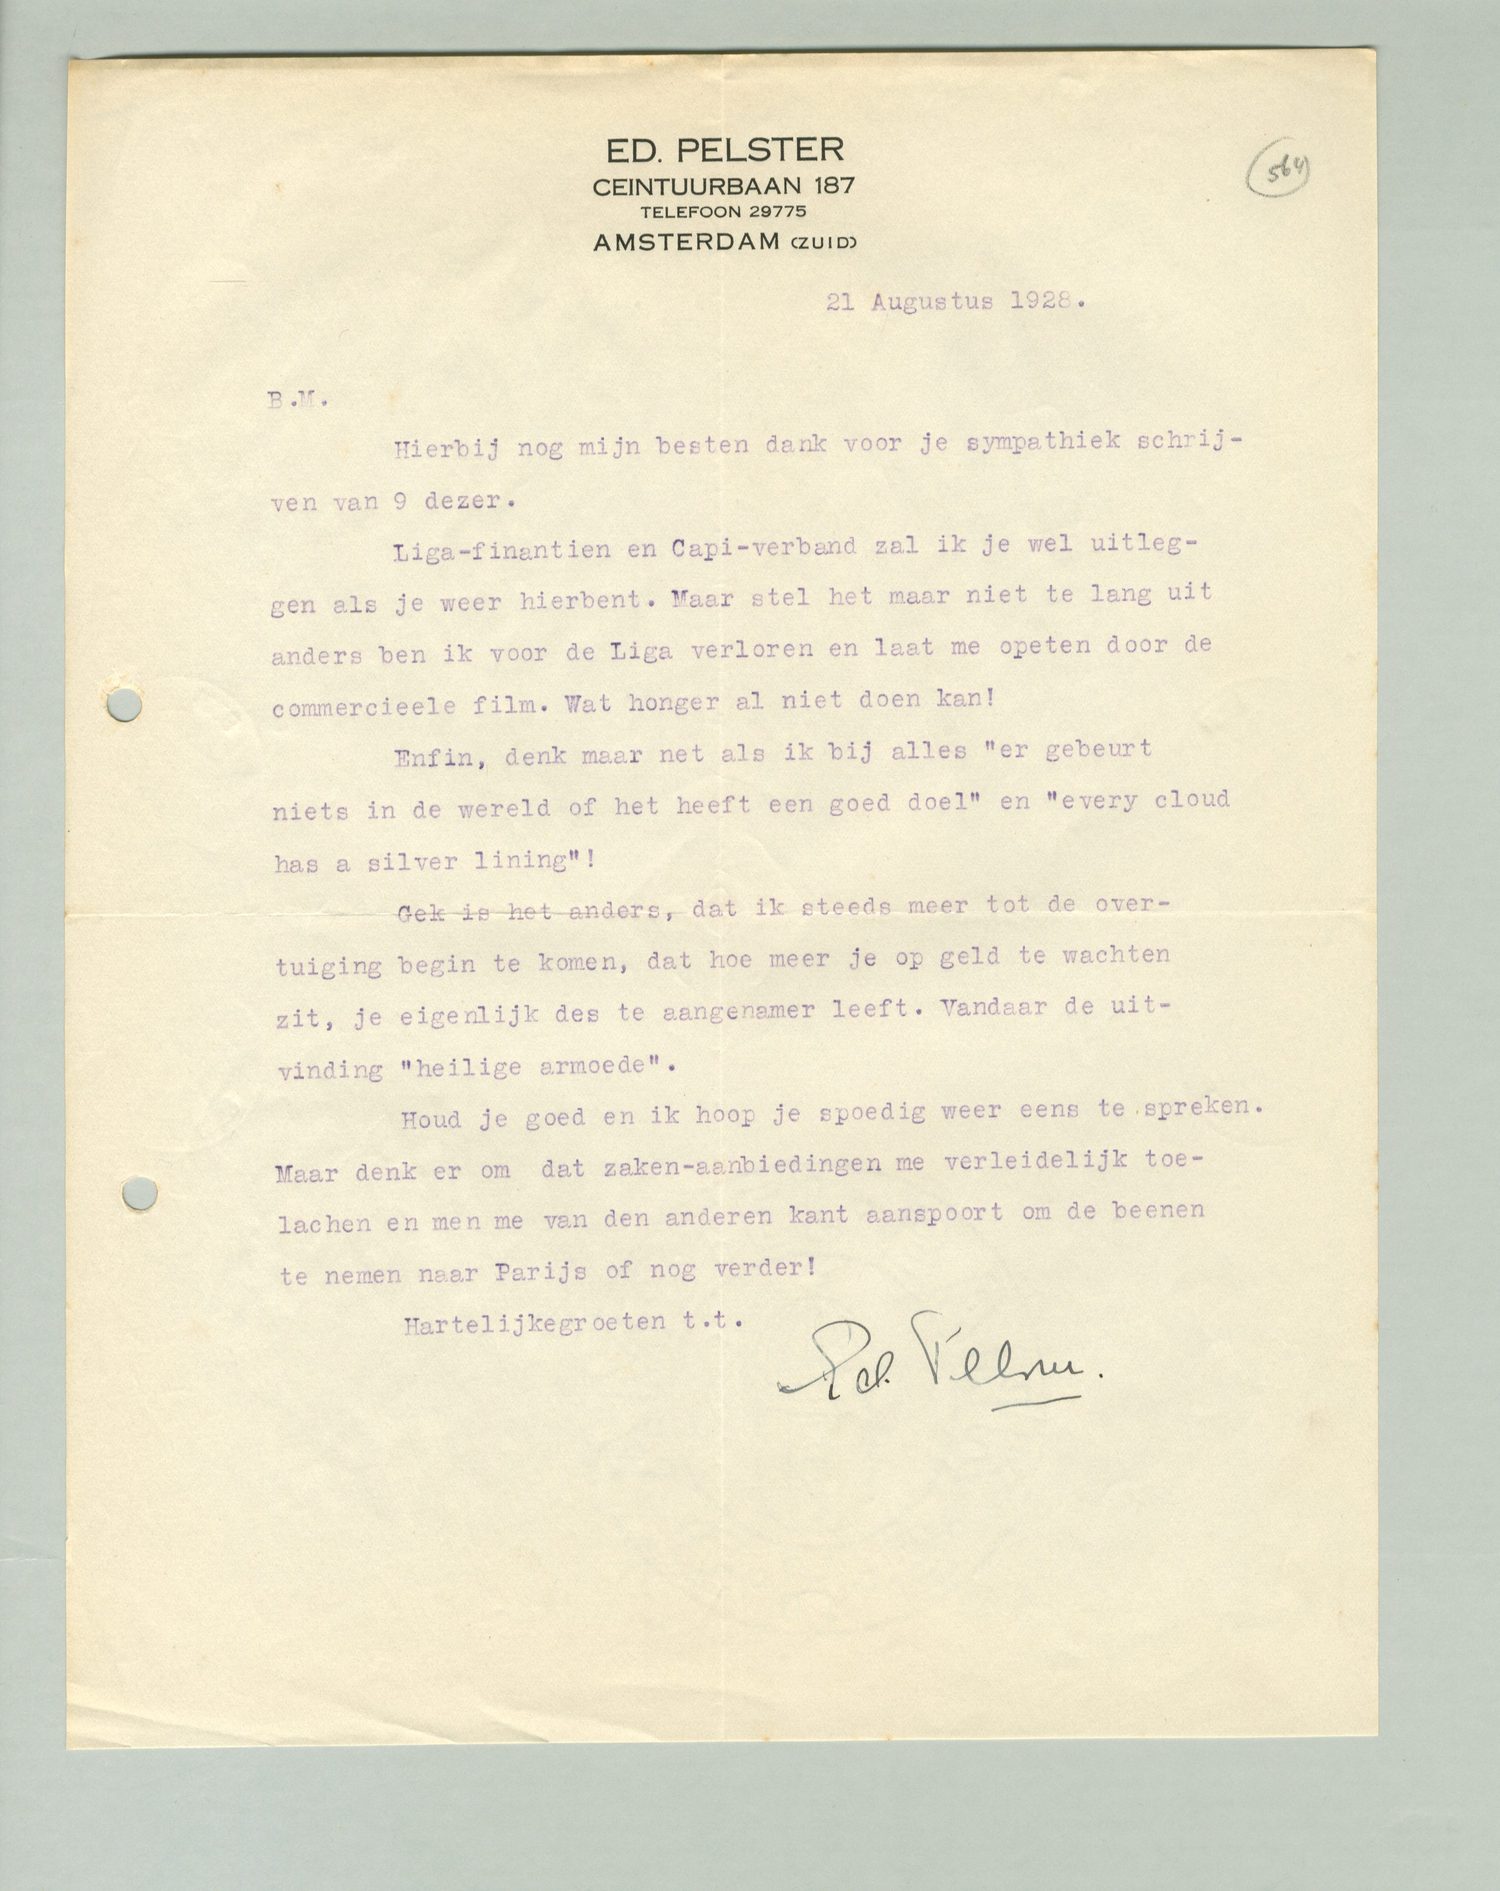 ED. PELSTER
CEINTUURBAAN 187
TELEFOON 29775
AMSTERDAM (ZUID)
564
21 Augustus 1928.
B.M.
Hierbij nog mijn besten dank voor je sympathiek schrij-
ven van 9 dezer.
Liga-finantien en Capi-verband zal ik je wel uitleg-
gen als je weer hierbent. Maar stel het maar niet te lang uit
anders ben ik voor de Liga verloren en laat me opeten door de
commercieele film. Wat honger al niet doen kan!
Enfin, denk maar net als ik bij alles "er gebeurt
niets in de wereld of het heeft een goed doel" en "every cloud
has a silver lining"!
Gek is het anders, dat ik steeds meer tot de over-
tuiging begin te komen, dat hoe meer je op geld te wachten
zit, je eigenlijk des te aangenamer leeft. Vandaar de uit-
vinding "heilige armoede".
Houd je goed en ik hoop je spoedig weer eens te spreken.
Maar denk er om dat zaken-aanbiedingen me verleidelijk toe-
lachen en men me van den anderen kant aanspoort om de beenen
te nemen naar Parijs of nog verder!
Hartelijkegroeten t.t.
Ed. Pelster.